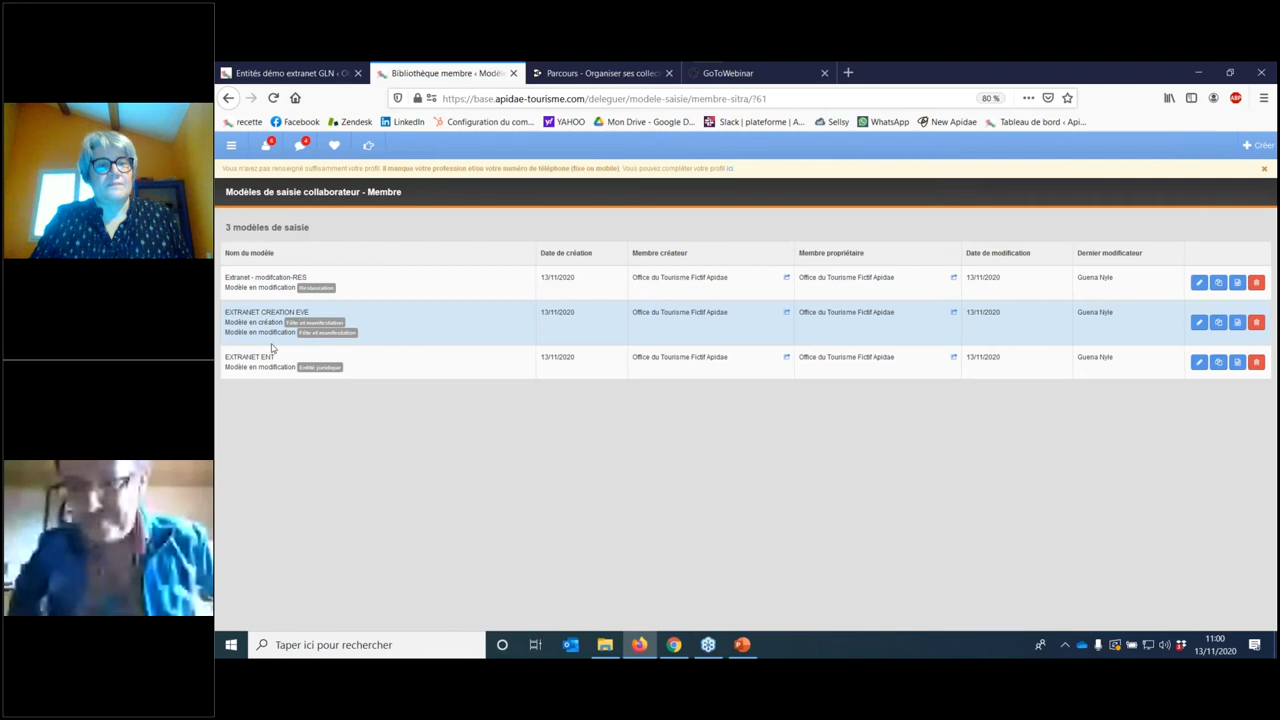 Entités démo extranet GLN ‹ O
Bibliothèque membre ‹ Modèl
Parcours - Organiser ses collect
GoToWebinar
https://base.apidae-tourisme.com/deleguer/modele-saisie/membre-sitra/?61
80 %
recette
Facebook
Zendesk
LinkedIn
Configuration du com...
YAHOO
Mon Drive - Google D...
Slack | plateforme | A...
Sellsy
WhatsApp
New Apidae
Tableau de bord ‹ Api...
ABP
Créer
Vous n'avez pas renseigné suffisamment votre profil. Il manque votre profession et/ou votre numéro de téléphone (fixe ou mobile). Vous pouvez compléter votre profil ici.
Modèles de saisie collaborateur - Membre
3 modèles de saisie
Nom du modèle Date de création Membre créateur Membre propriétaire Date de modification Dernier modificateur
Extranet - modifcation-RES 13/11/2020 Office du Tourisme Fictif Apidae Office du Tourisme Fictif Apidae 13/11/2020 Guena Nyle
Modèle en modification Restauration
EXTRANET CREATION EVE 13/11/2020 Office du Tourisme Fictif Apidae Office du Tourisme Fictif Apidae 13/11/2020 Guena Nyle
Modèle en création Fête et manifestation
Modèle en modification Fête et manifestation
EXTRANET ENT 13/11/2020 Office du Tourisme Fictif Apidae Office du Tourisme Fictif Apidae 13/11/2020 Guena Nyle
Modèle en modification Entité juridique
Taper ici pour rechercher
11:00
13/11/2020